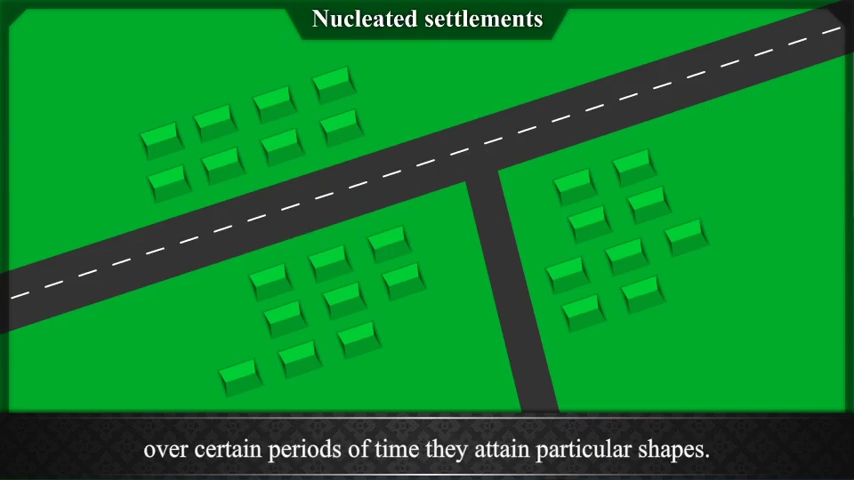 Nucleated settlements
over certain periods of time they attain particular shapes.